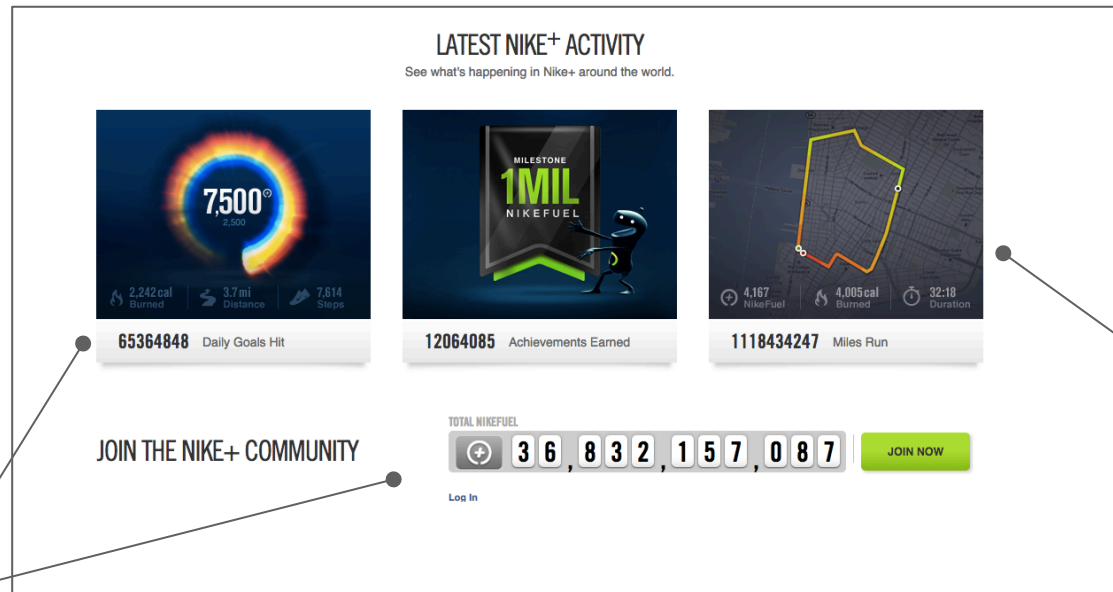 LATEST NIKE+ ACTIVITY
See what's happening in Nike+ around the world.
7,500
2,500
2,242 cal
Burned
3.7 mi
Distance
7,614
Steps
65364848 Daily Goals Hit
MILESTONE
1MIL
NIKEFUEL
12064085 Achievements Earned
4,167
NikeFuel
4,005 cal
Burned
32:18
Duration
1118434247 Miles Run
JOIN THE NIKE+ COMMUNITY
TOTAL NIKEFUEL
36,832,157,087
JOIN NOW
Log In